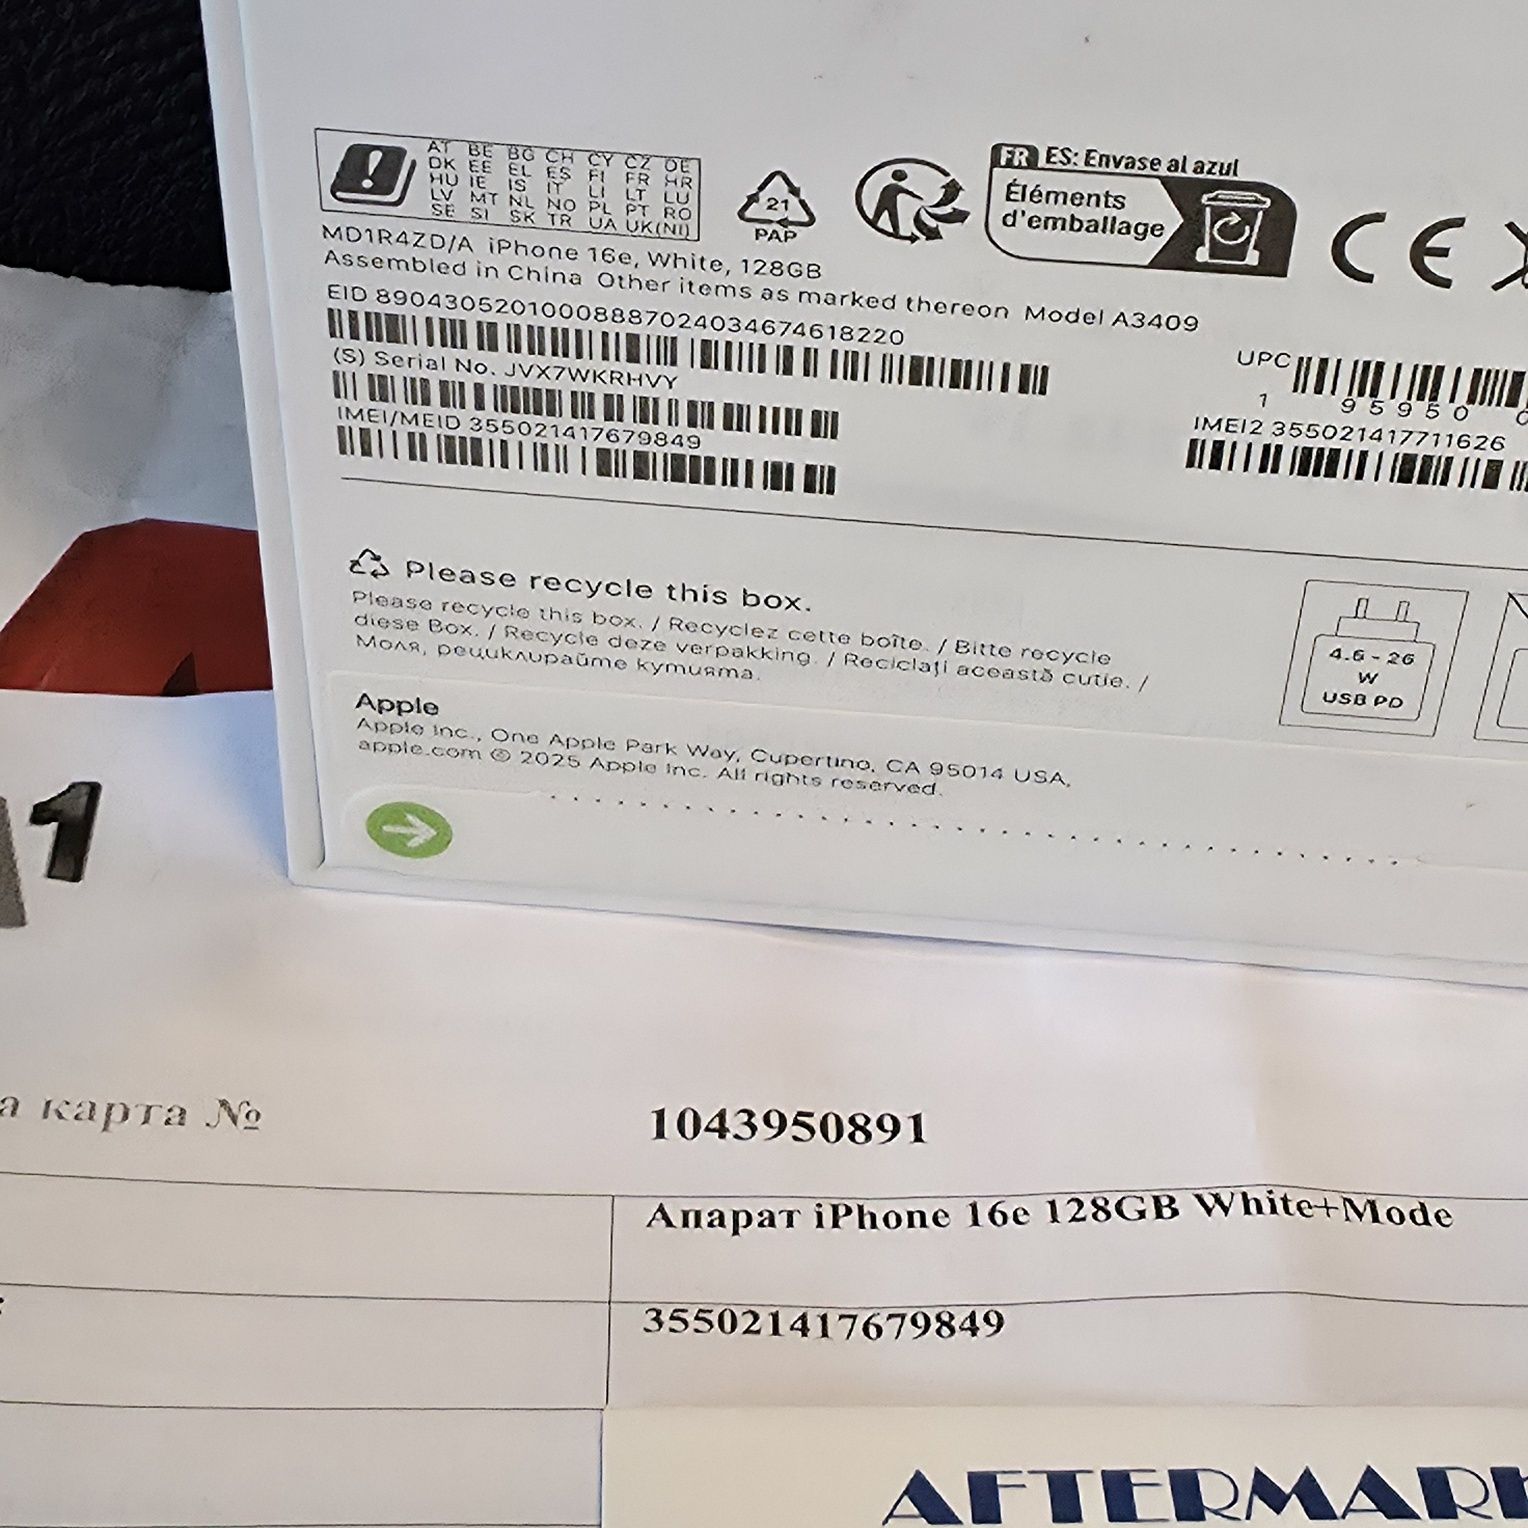 AT BE BG CH CY CZ DE
DK EE EL ES FI FR HR
HU IE IS IT LI LT LU
LV MT NL NO PL PT RO
SE SI SK TR UA UK(NI)
21
PAP
FR ES: Envase al azul
Éléments
d'emballage
CE
MD1R4ZD/A iPhone 16e, White, 128GB
Assembled in China Other items as marked thereon Model A3409
EID 89043052010008887024034674618220
(S) Serial No. JVX7WKRHVY
IMEI/MEID 355021417679849
UPC
1 95950
IMEI2 355021417711626
Please recycle this box.
Please recycle this box. / Recyclez cette boîte. / Bitte recycle
diese Box. / Recycle deze verpakking. / Reciclați această cutie. /
Моля, рециклирайте кутията.
4.6 - 26
W
USB PD
Apple
Apple Inc., One Apple Park Way, Cupertino, CA 95014 USA,
apple.com © 2025 Apple Inc. All rights reserved.
1
а карта № 1043950891
Апарат iPhone 16e 128GB White+Mode
355021417679849
AFTERMARK